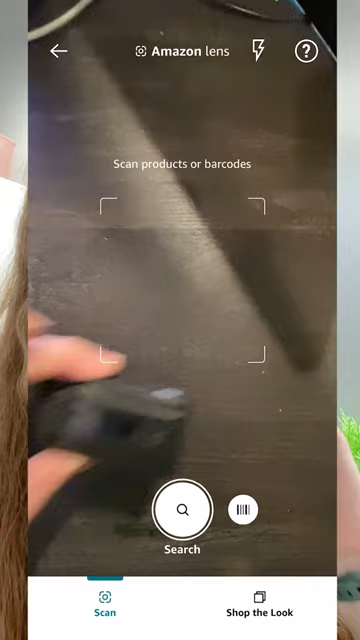 Amazon lens
?
Scan products or barcodes
Search
Scan
Shop the Look